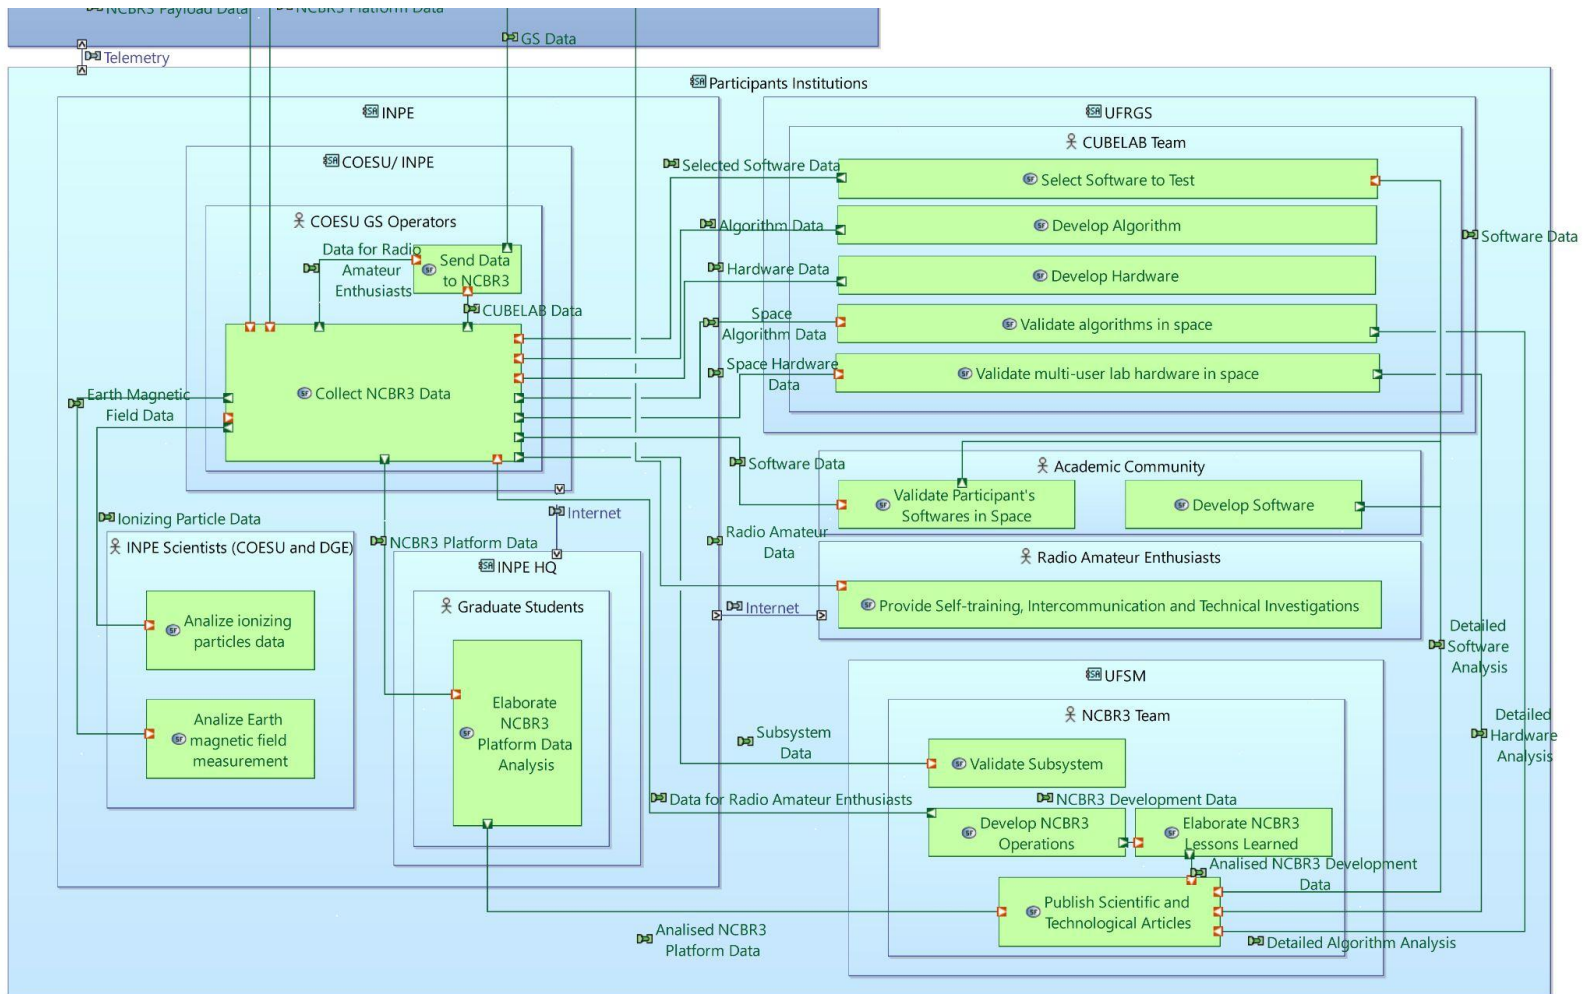 NCBR3 Payload Data
NCBR3 Platform Data
GS Data
Telemetry
Participants Institutions
INPE
UFRGS
COESU/ INPE
CUBELAB Team
Selected Software Data
Select Software to Test
COESU GS Operators
Algorithm Data
Develop Algorithm
Software Data
Data for Radio
Amateur
Enthusiasts
Send Data
to NCBR3
Hardware Data
Develop Hardware
CUBELAB Data
Space
Algorithm Data
Validate algorithms in space
Space Hardware
Data
Validate multi-user lab hardware in space
Earth Magnetic
Field Data
Collect NCBR3 Data
Software Data
Academic Community
Validate Participant's
Softwares in Space
Develop Software
Ionizing Particle Data
Internet
Radio Amateur
Data
NCBR3 Platform Data
INPE Scientists (COESU and DGE)
INPE HQ
Radio Amateur Enthusiasts
Graduate Students
Internet
Provide Self-training, Intercommunication and Technical Investigations
Analize ionizing
particles data
Detailed
Software
Analysis
UFSM
Elaborate
NCBR3
Platform Data
Analysis
Analize Earth
magnetic field
measurement
NCBR3 Team
Subsystem
Data
Detailed
Hardware
Analysis
Validate Subsystem
Data for Radio Amateur Enthusiasts
NCBR3 Development Data
Develop NCBR3
Operations
Elaborate NCBR3
Lessons Learned
Analised NCBR3 Development
Data
Publish Scientific and
Technological Articles
Analised NCBR3
Platform Data
Detailed Algorithm Analysis